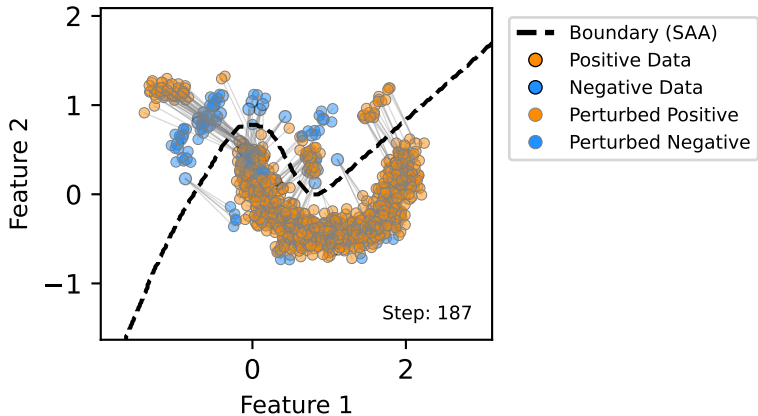 2
1
0
−1
Feature 2
0
2
Feature 1
Step: 187
Boundary (SAA)
Positive Data
Negative Data
Perturbed Positive
Perturbed Negative